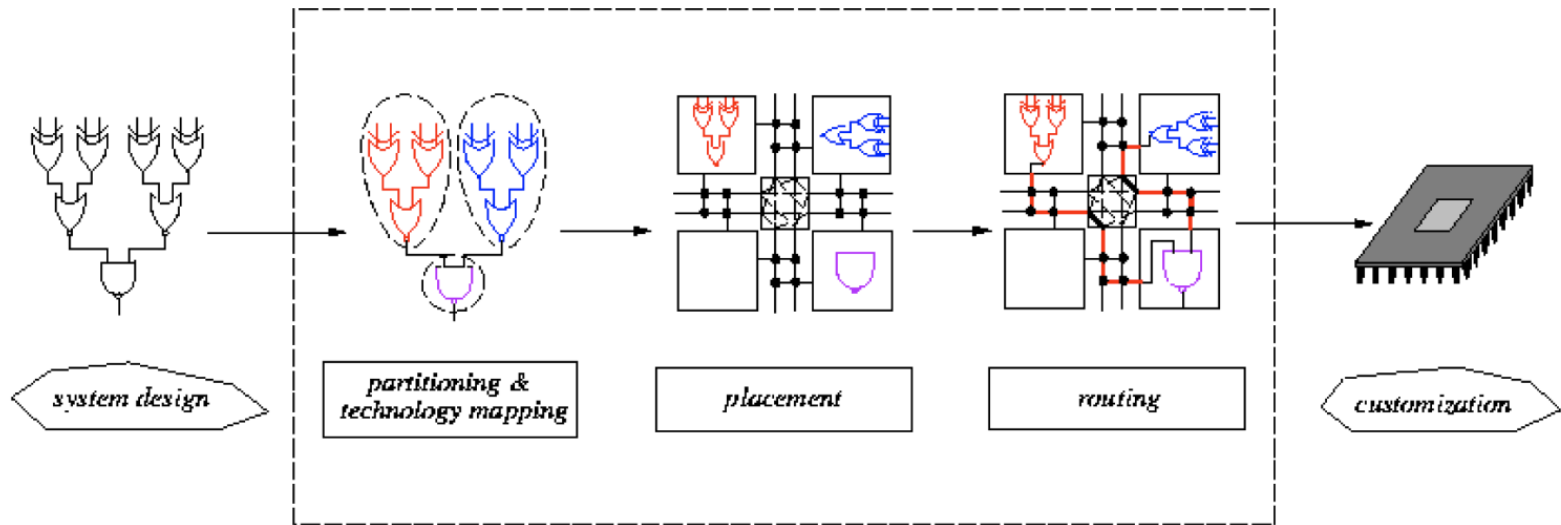 system design
partitioning &
technology mapping
placement
routing
customization